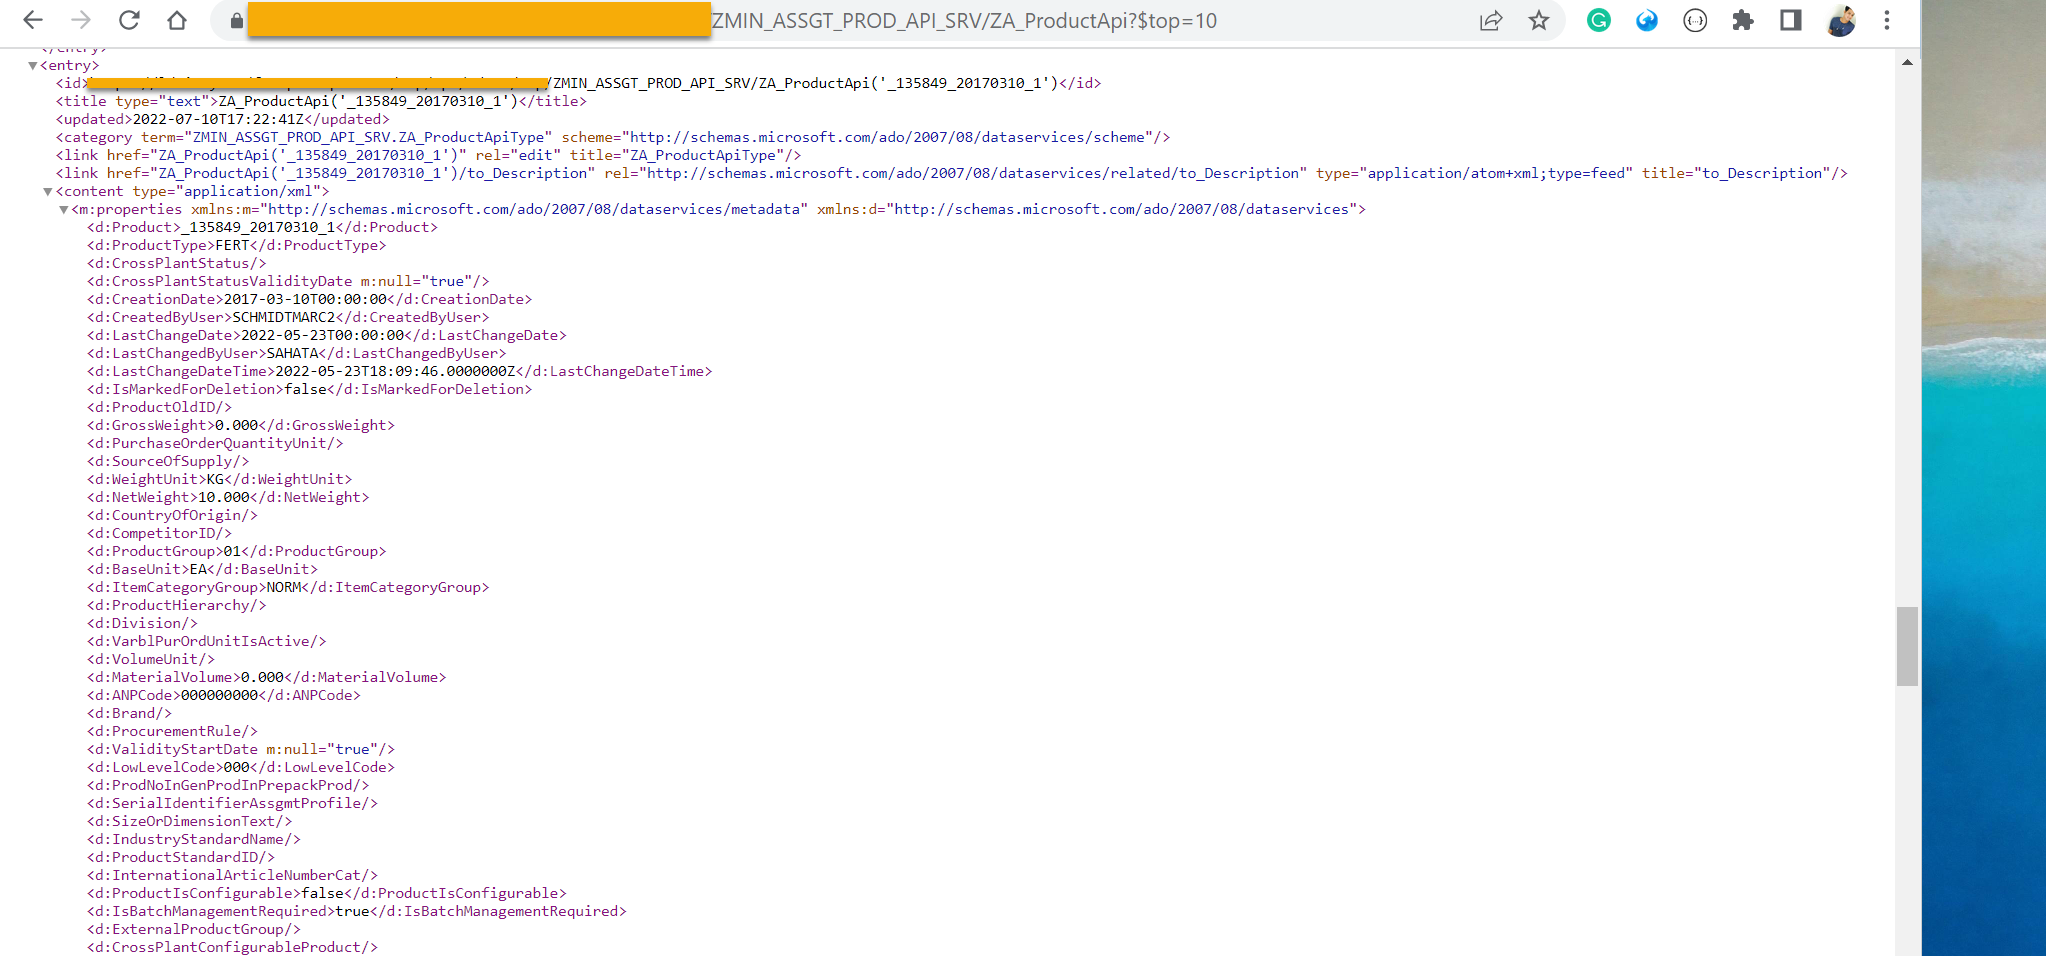 ZMIN_ASSGT_PROD_API_SRV/ZA_ProductApi?$top=10
</entry>
<entry>
<id>/ZMIN_ASSGT_PROD_API_SRV/ZA_ProductApi('_135849_20170310_1')</id>
<title type="text">ZA_ProductApi('_135849_20170310_1')</title>
<updated>2022-07-10T17:22:41Z</updated>
<category term="ZMIN_ASSGT_PROD_API_SRV.ZA_ProductApiType" scheme="http://schemas.microsoft.com/ado/2007/08/dataservices/scheme"/>
<link href="ZA_ProductApi('_135849_20170310_1')" rel="edit" title="ZA_ProductApiType"/>
<link href="ZA_ProductApi('_135849_20170310_1')/to_Description" rel="http://schemas.microsoft.com/ado/2007/08/dataservices/related/to_Description" type="application/atom+xml;type=feed" title="to_Description"/>
<content type="application/xml">
<m:properties xmlns:m="http://schemas.microsoft.com/ado/2007/08/dataservices/metadata" xmlns:d="http://schemas.microsoft.com/ado/2007/08/dataservices">
<d:Product>_135849_20170310_1</d:Product>
<d:ProductType>FERT</d:ProductType>
<d:CrossPlantStatus/>
<d:CrossPlantStatusValidityDate m:null="true"/>
<d:CreationDate>2017-03-10T00:00:00</d:CreationDate>
<d:CreatedByUser>SCHMIDTMARC2</d:CreatedByUser>
<d:LastChangeDate>2022-05-23T00:00:00</d:LastChangeDate>
<d:LastChangedByUser>SAHATA</d:LastChangedByUser>
<d:LastChangeDateTime>2022-05-23T18:09:46.0000000Z</d:LastChangeDateTime>
<d:IsMarkedForDeletion>false</d:IsMarkedForDeletion>
<d:ProductOldID/>
<d:GrossWeight>0.000</d:GrossWeight>
<d:PurchaseOrderQuantityUnit/>
<d:SourceOfSupply/>
<d:WeightUnit>KG</d:WeightUnit>
<d:NetWeight>10.000</d:NetWeight>
<d:CountryOfOrigin/>
<d:CompetitorID/>
<d:ProductGroup>01</d:ProductGroup>
<d:BaseUnit>EA</d:BaseUnit>
<d:ItemCategoryGroup>NORM</d:ItemCategoryGroup>
<d:ProductHierarchy/>
<d:Division/>
<d:VarblPurOrdUnitIsActive/>
<d:VolumeUnit/>
<d:MaterialVolume>0.000</d:MaterialVolume>
<d:ANPCode>000000000</d:ANPCode>
<d:Brand/>
<d:ProcurementRule/>
<d:ValidityStartDate m:null="true"/>
<d:LowLevelCode>000</d:LowLevelCode>
<d:ProdNoInGenProdInPrepackProd/>
<d:SerialIdentifierAssgmtProfile/>
<d:SizeOrDimensionText/>
<d:IndustryStandardName/>
<d:ProductStandardID/>
<d:InternationalArticleNumberCat/>
<d:ProductIsConfigurable>false</d:ProductIsConfigurable>
<d:IsBatchManagementRequired>true</d:IsBatchManagementRequired>
<d:ExternalProductGroup/>
<d:CrossPlantConfigurableProduct/>